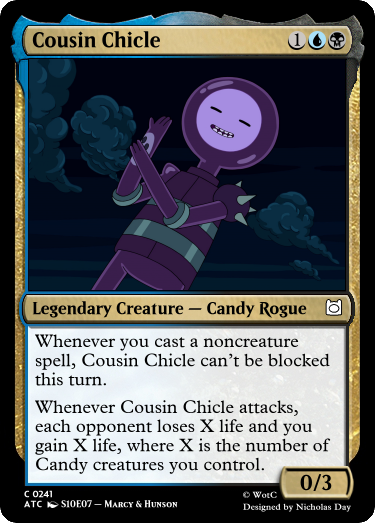 Cousin Chicle 1
Legendary Creature — Candy Rogue
Whenever you cast a noncreature
spell, Cousin Chicle can't be blocked
this turn.
Whenever Cousin Chicle attacks,
each opponent loses X life and you
gain X life, where X is the number of
Candy creatures you control.
0/3
C 0241
ATC S10E07 – Marcy & Hunson
© WotC
Designed by Nicholas Day